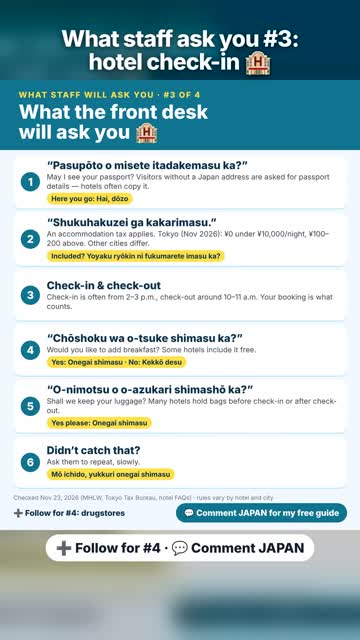 What staff ask you #3:
hotel check-in 🏨
WHAT STAFF WILL ASK YOU · #3 OF 4
What the front desk
will ask you 🏨
1
“Pasupōto o misete itadakemasu ka?”
May I see your passport? Visitors without a Japan address are asked for passport
details — hotels often copy it.
Here you go: Hai, dōzo
2
“Shukuhakuzei ga kakarimasu.”
An accommodation tax applies. Tokyo (Nov 2026): ¥0 under ¥10,000/night, ¥100–
200 above. Other cities differ.
Included? Yoyaku ryōkin ni fukumarete imasu ka?
3
Check-in & check-out
Check-in is often from 2–3 p.m., check-out around 10–11 a.m. Your booking is what
counts.
4
“Chōshoku wa o-tsuke shimasu ka?”
Would you like to add breakfast? Some hotels include it free.
Yes: Onegai shimasu · No: Kekkō desu
5
“O-nimotsu o o-azukari shimashō ka?”
Shall we keep your luggage? Many hotels hold bags before check-in or after check-
out.
Yes please: Onegai shimasu
6
Didn’t catch that?
Ask them to repeat, slowly.
Mō ichido, yukkuri onegai shimasu
Checked Nov 23, 2026 (MHLW, Tokyo Tax Bureau, hotel FAQs) · rules vary by hotel and city
➕ Follow for #4: drugstores
💬 Comment JAPAN for my free guide
➕ Follow for #4 · 💬 Comment JAPAN